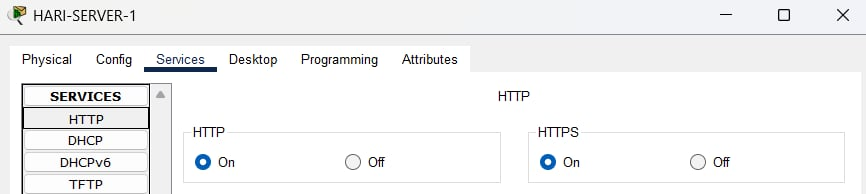 HARI-SERVER-1
Physical Config Services Desktop Programming Attributes
SERVICES
HTTP
DHCP
DHCPv6
TFTP
HTTP
HTTP
On Off
HTTPS
On Off